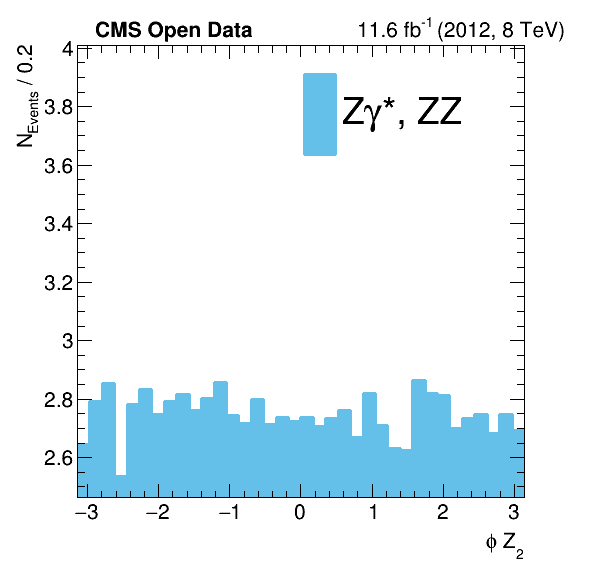 CMS Open Data 11.6 fb⁻¹ (2012, 8 TeV)
N_Events / 0.2
4
3.8
3.6
3.4
3.2
3
2.8
2.6
Zγ*, ZZ
−3 −2 −1 0 1 2 3
ϕ Z₂